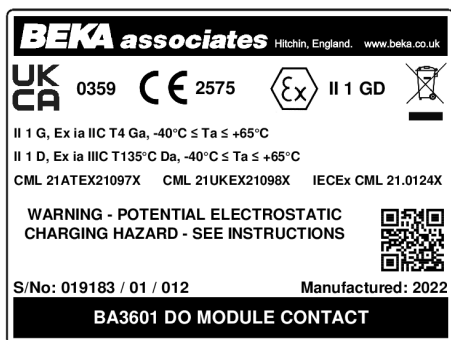 BEKA associates Hitchin, England. www.beka.co.uk
UK CA 0359 CE 2575 Ex II 1 GD
II 1 G, Ex ia IIC T4 Ga, -40°C ≤ Ta ≤ +65°C
II 1 D, Ex ia IIIC T135°C Da, -40°C ≤ Ta ≤ +65°C
CML 21ATEX21097X CML 21UKEX21098X IECEx CML 21.0124X
WARNING - POTENTIAL ELECTROSTATIC
CHARGING HAZARD - SEE INSTRUCTIONS
S/No: 019183 / 01 / 012 Manufactured: 2022
BA3601 DO MODULE CONTACT